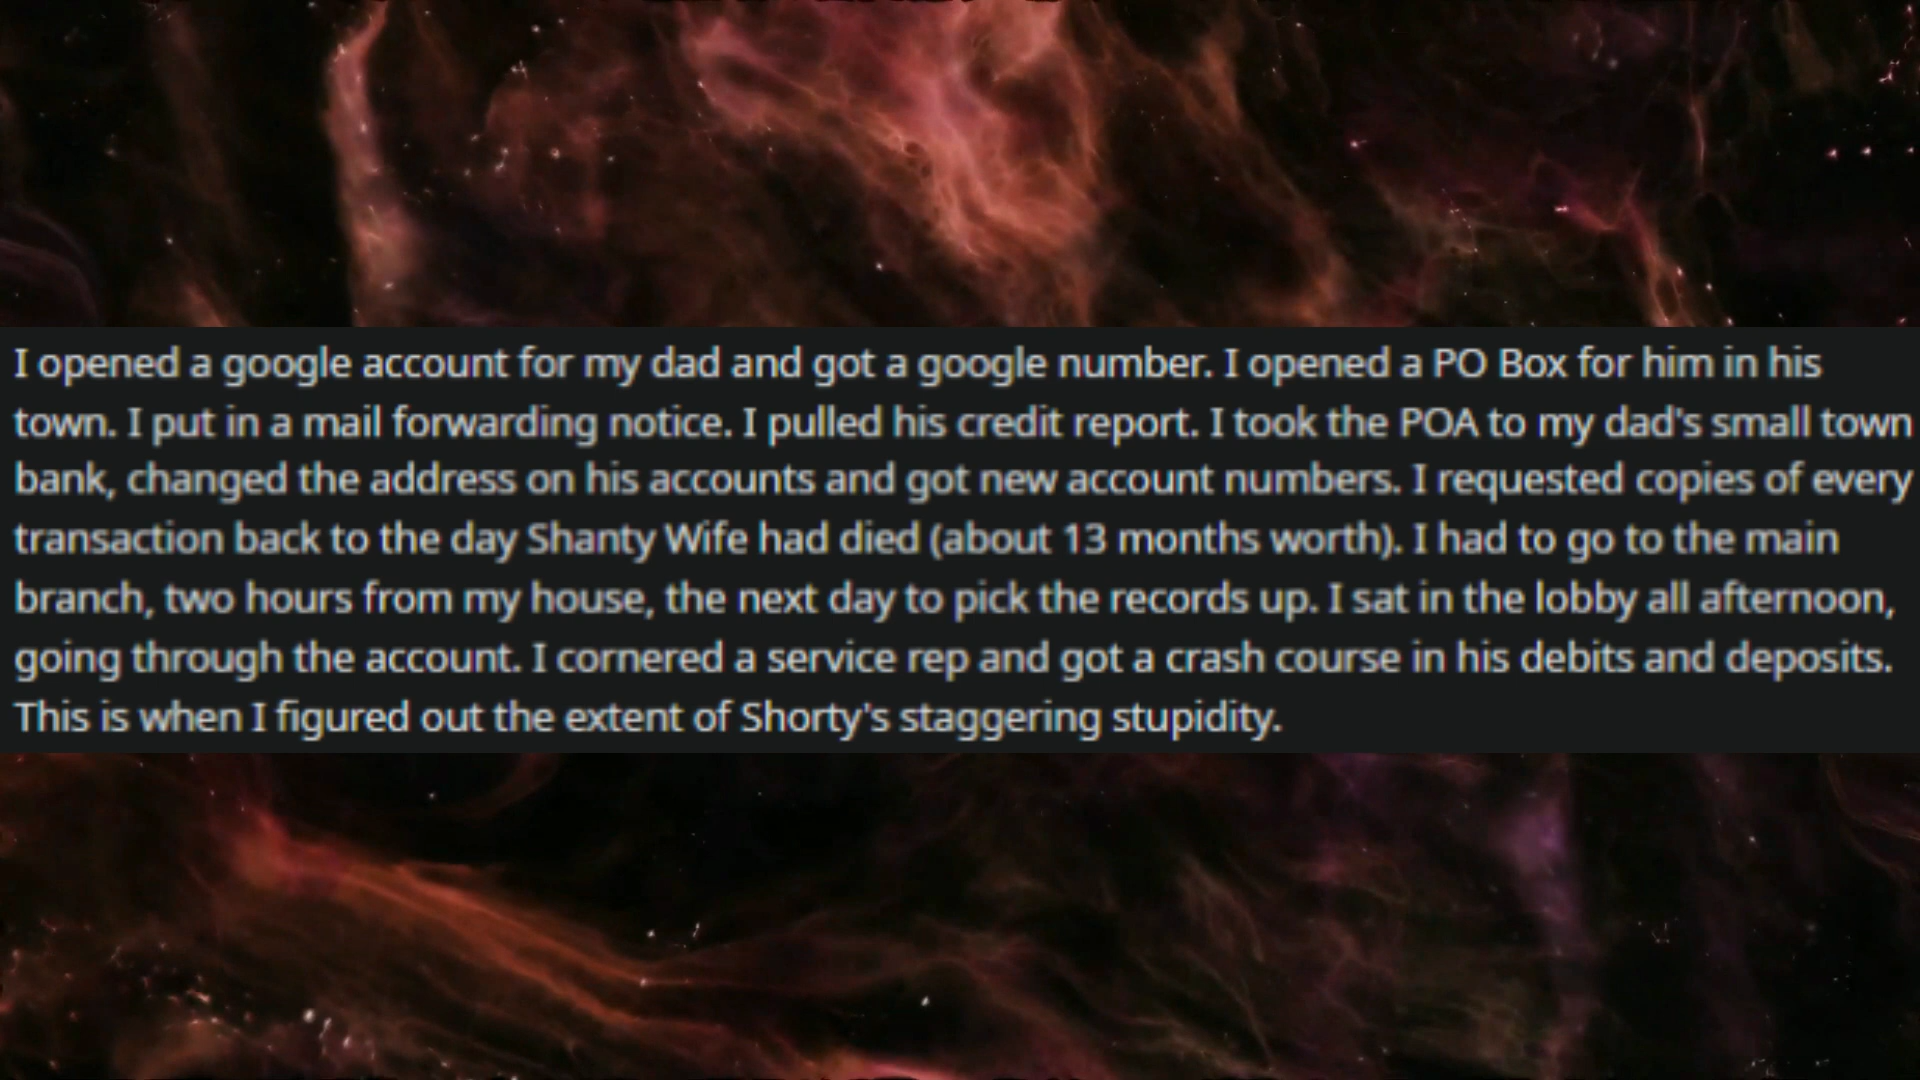 I opened a google account for my dad and got a google number. I opened a PO Box for him in his
town. I put in a mail forwarding notice. I pulled his credit report. I took the POA to my dad's small town
bank, changed the address on his accounts and got new account numbers. I requested copies of every
transaction back to the day Shanty Wife had died (about 13 months worth). I had to go to the main
branch, two hours from my house, the next day to pick the records up. I sat in the lobby all afternoon,
going through the account. I cornered a service rep and got a crash course in his debits and deposits.
This is when I figured out the extent of Shorty's staggering stupidity.